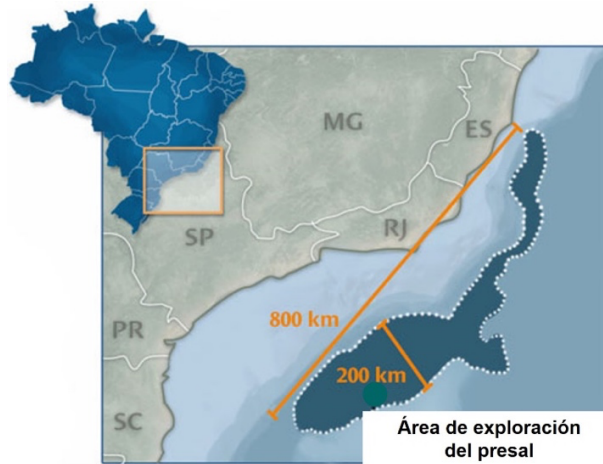 MG
ES
SP
RJ
800 km
PR
200 km
SC
Área de exploración
del presal